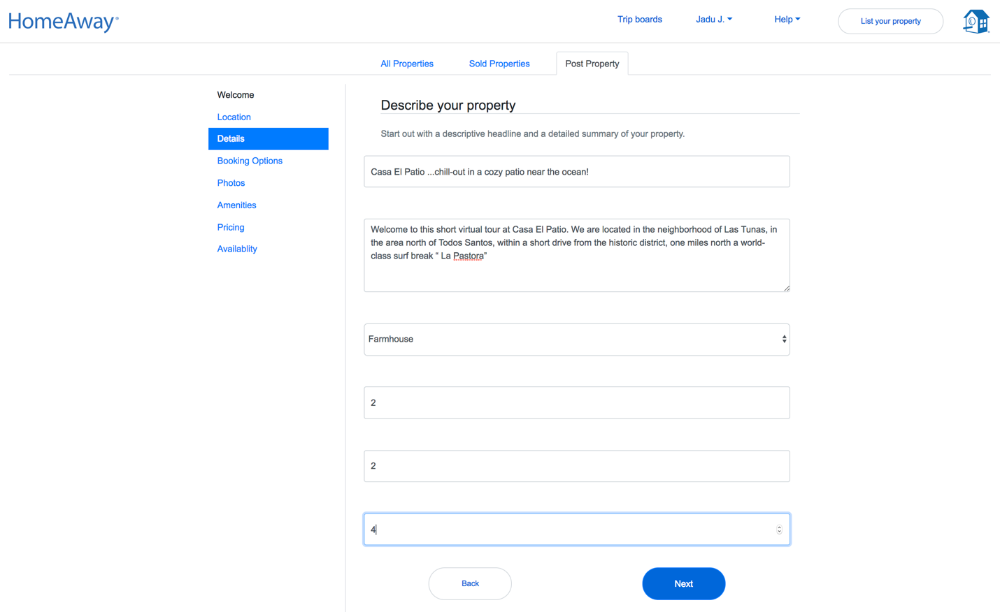 HomeAway®
Trip boards
Jadu J.
Help
List your property
All Properties
Sold Properties
Post Property
Welcome
Location
Details
Booking Options
Photos
Amenities
Pricing
Availablity
Describe your property
Start out with a descriptive headline and a detailed summary of your property.
Casa El Patio ...chill-out in a cozy patio near the ocean!
Welcome to this short virtual tour at Casa El Patio. We are located in the neighborhood of Las Tunas, in
the area north of Todos Santos, within a short drive from the historic district, one miles north a world-
class surf break “ La Pastora”
Farmhouse
2
2
4
Back
Next